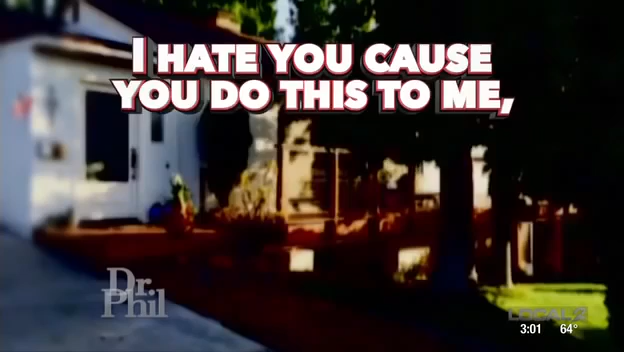 I HATE YOU CAUSE
YOU DO THIS TO ME,
Dr.
Phil
LOCAL 2
3:01 64°